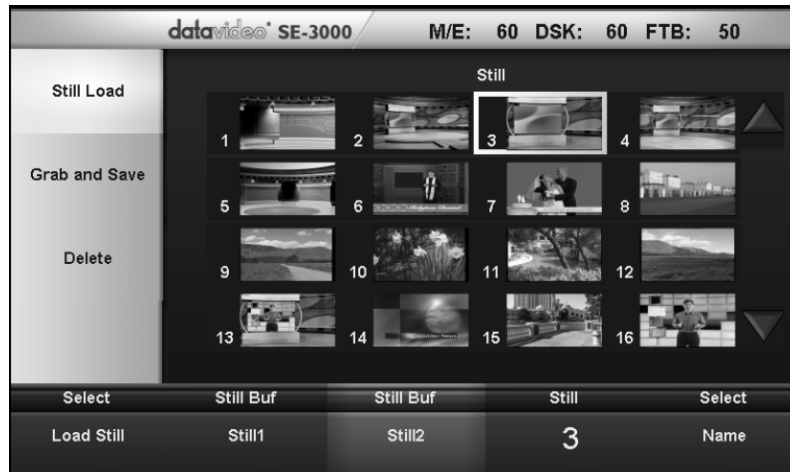 datavideo SE-3000 M/E: 60 DSK: 60 FTB: 50
Still Load
Grab and Save
Delete
Still
1 2 3 4
5 6 7 8
9 10 11 12
13 14 15 16
Select Still Buf Still Buf Still Select
Load Still Still1 Still2 3 Name